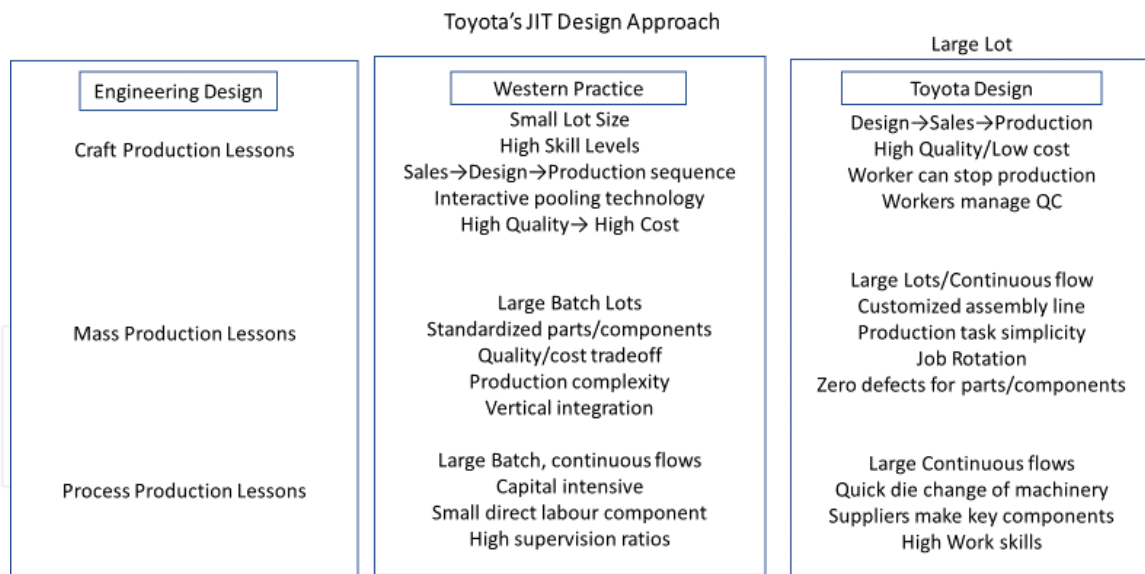 Toyota's JIT Design Approach
Large Lot
Engineering Design
Craft Production Lessons
Mass Production Lessons
Process Production Lessons
Western Practice
Small Lot Size
High Skill Levels
Sales→Design→Production sequence
Interactive pooling technology
High Quality→ High Cost
Large Batch Lots
Standardized parts/components
Quality/cost tradeoff
Production complexity
Vertical integration
Large Batch, continuous flows
Capital intensive
Small direct labour component
High supervision ratios
Toyota Design
Design→Sales→Production
High Quality/Low cost
Worker can stop production
Workers manage QC
Large Lots/Continuous flow
Customized assembly line
Production task simplicity
Job Rotation
Zero defects for parts/components
Large Continuous flows
Quick die change of machinery
Suppliers make key components
High Work skills